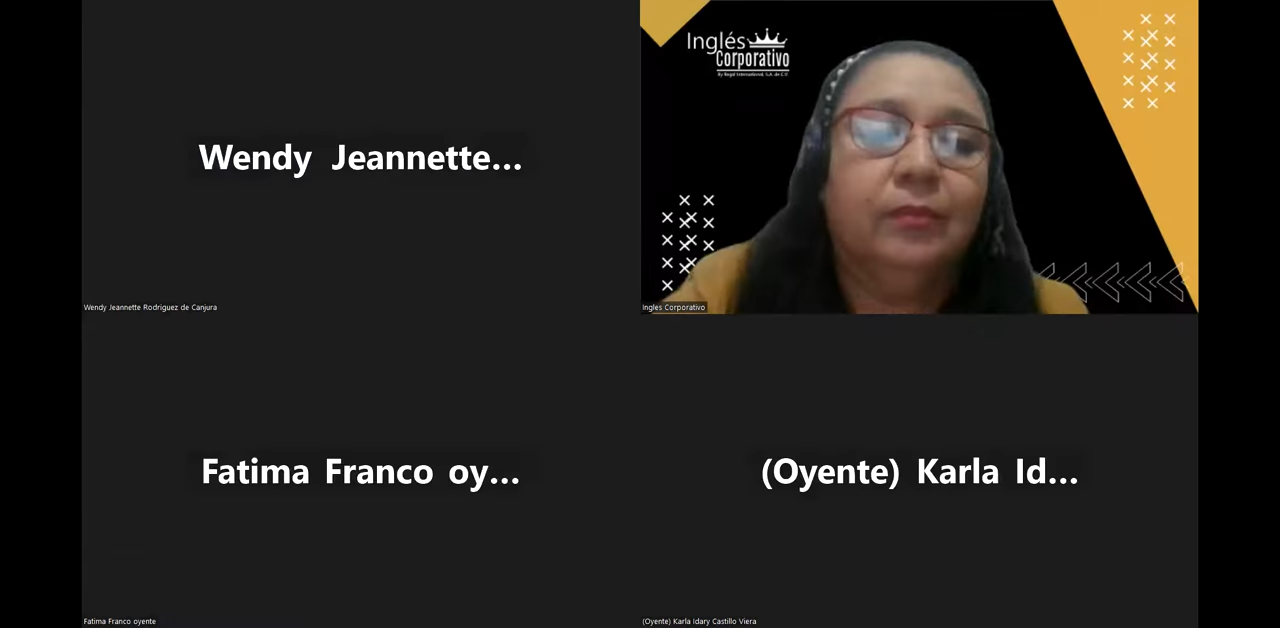 Wendy Jeannette...
Wendy Jeannette Rodriguez de Canjura
Inglés
Corporativo
By Regal International, S.A. de C.V.
Ingles Corporativo
Fatima Franco oy...
Fatima Franco oyente
(Oyente) Karla Id...
(Oyente) Karla Idary Castillo Viera